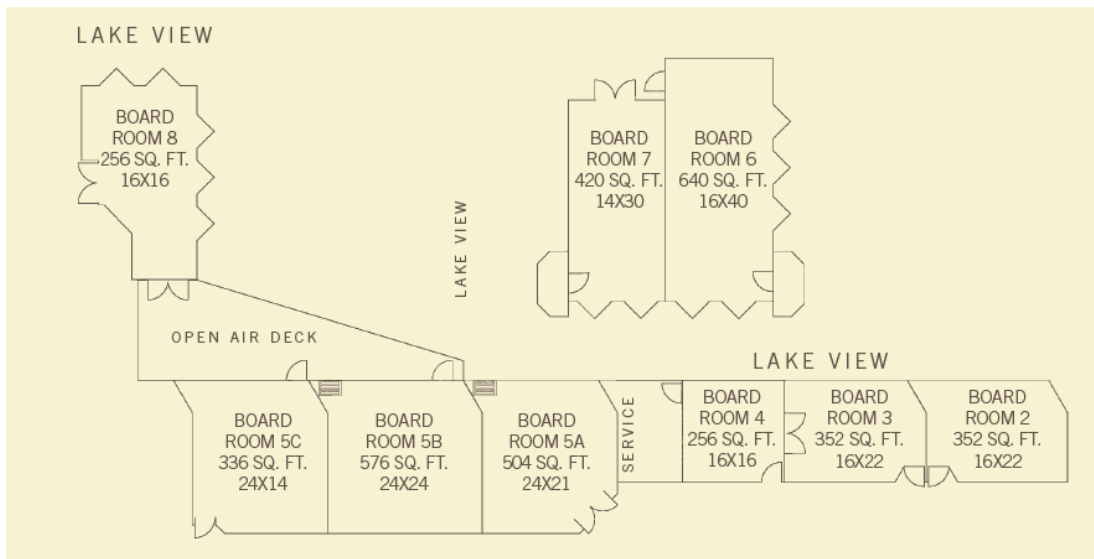 LAKE VIEW
BOARD
ROOM 8
256 SQ. FT.
16X16
BOARD
ROOM 7
420 SQ. FT.
14X30
BOARD
ROOM 6
640 SQ. FT.
16X40
LAKE VIEW
OPEN AIR DECK
LAKE VIEW
BOARD
ROOM 5C
336 SQ. FT.
24X14
BOARD
ROOM 5B
576 SQ. FT.
24X24
BOARD
ROOM 5A
504 SQ. FT.
24X21
SERVICE
BOARD
ROOM 4
256 SQ. FT.
16X16
BOARD
ROOM 3
352 SQ. FT.
16X22
BOARD
ROOM 2
352 SQ. FT.
16X22